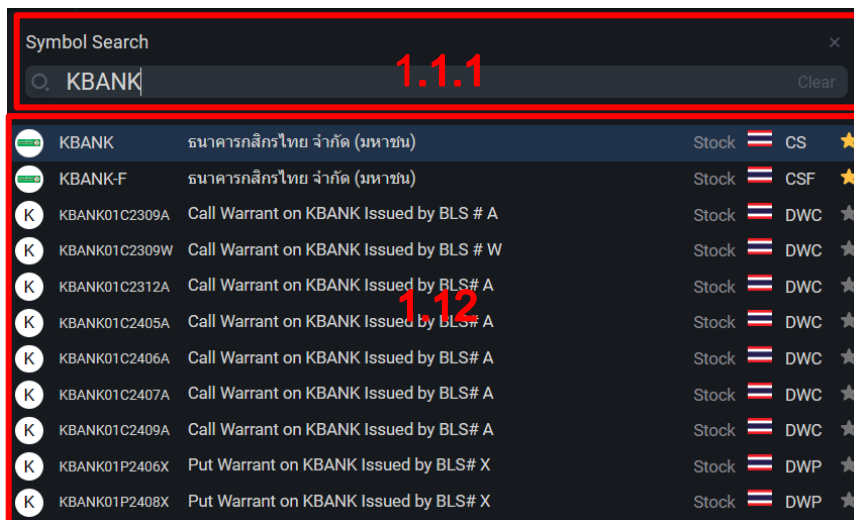 Symbol Search ×
KBANK Clear
1.1.1
KBANK ธนาคารกสิกรไทย จำกัด (มหาชน) Stock CS
KBANK-F ธนาคารกสิกรไทย จำกัด (มหาชน) Stock CSF
K KBANK01C2309A Call Warrant on KBANK Issued by BLS # A Stock DWC
K KBANK01C2309W Call Warrant on KBANK Issued by BLS # W Stock DWC
K KBANK01C2312A Call Warrant on KBANK Issued by BLS# A Stock DWC
1.12
K KBANK01C2405A Call Warrant on KBANK Issued by BLS# A Stock DWC
K KBANK01C2406A Call Warrant on KBANK Issued by BLS# A Stock DWC
K KBANK01C2407A Call Warrant on KBANK Issued by BLS# A Stock DWC
K KBANK01C2409A Call Warrant on KBANK Issued by BLS# A Stock DWC
K KBANK01P2406X Put Warrant on KBANK Issued by BLS# X Stock DWP
K KBANK01P2408X Put Warrant on KBANK Issued by BLS# X Stock DWP